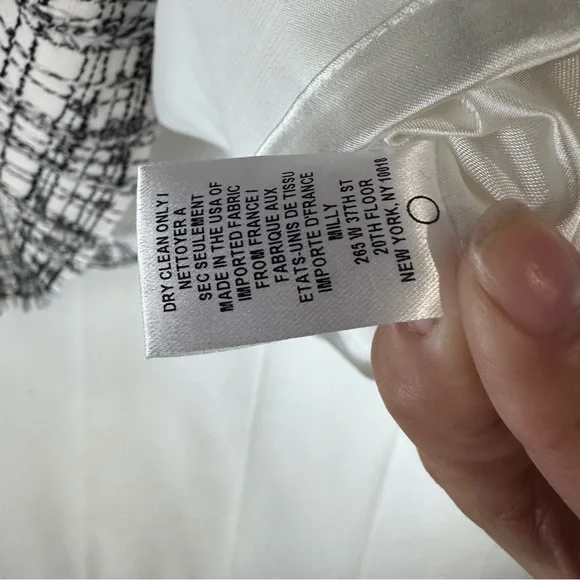 DRY CLEAN ONLY /
NETTOYER A
SEC SEULEMENT
MADE IN THE USA OF
IMPORTED FABRIC
FROM FRANCE /
FABRIQUE AUX
ETATS-UNIS DE TISSU
IMPORTE D'FRANCE
MILLY
265 W 37TH ST
20TH FLOOR
NEW YORK, NY 10018